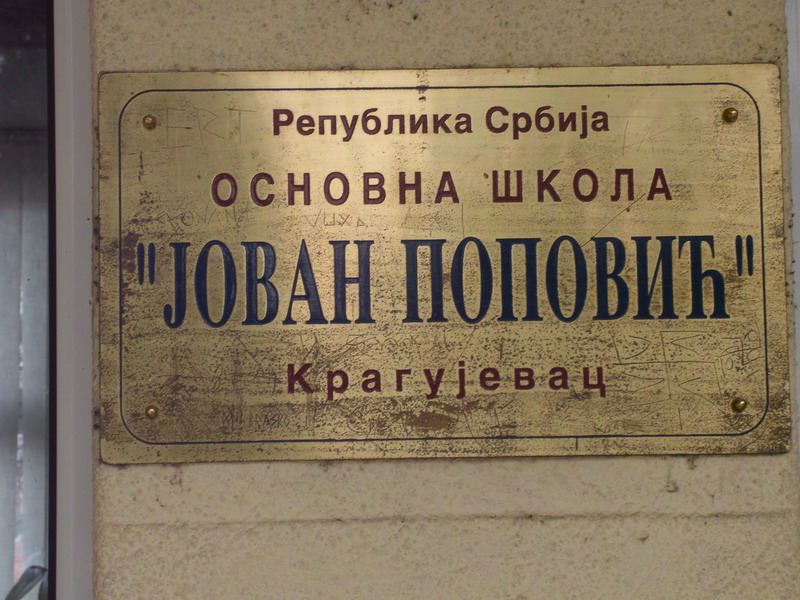 Република Србија
ОСНОВНА ШКОЛА
"ЈОВАН ПОПОВИЋ"
Крагујевац